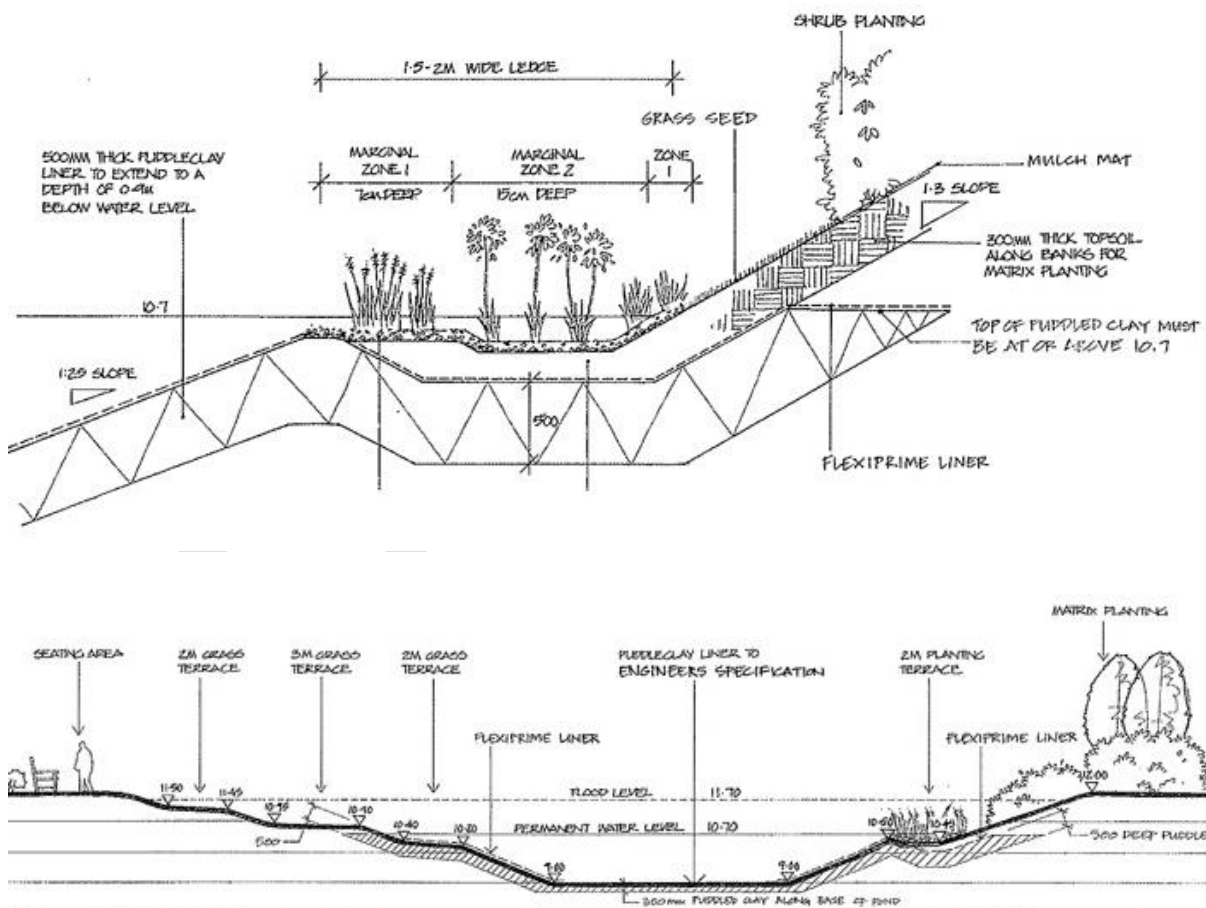 SHRUB PLANTING
1·5-2M WIDE LEDGE
GRASS SEED
500MM THICK PUDDLECLAY
LINER TO EXTEND TO A
DEPTH OF 0·9M
BELOW WATER LEVEL
MARGINAL
ZONE 1
7cm DEEP
MARGINAL
ZONE 2
15cm DEEP
ZONE
1
MULCH MAT
1:3 SLOPE
300MM THICK TOPSOIL
ALONG BANKS FOR
MATRIX PLANTING
10·7
TOP OF PUDDLED CLAY MUST
BE AT OR ABOVE 10.7
1:25 SLOPE
500
FLEXIPRIME LINER
MATRIX PLANTING
SEATING AREA
2M GRASS
TERRACE
3M GRASS
TERRACE
2M GRASS
TERRACE
PUDDLECLAY LINER TO
ENGINEERS SPECIFICATION
2M PLANTING
TERRACE
FLEXIPRIME LINER
FLEXIPRIME LINER
12·00
11·50
11·45
FLOOD LEVEL
11·70
10·90
10·40
10·20
PERMANENT WATER LEVEL
10·70
500
500 DEEP PUDDLE
9·00
9·00
300mm PUDDLED CLAY ALONG BASE OF POND